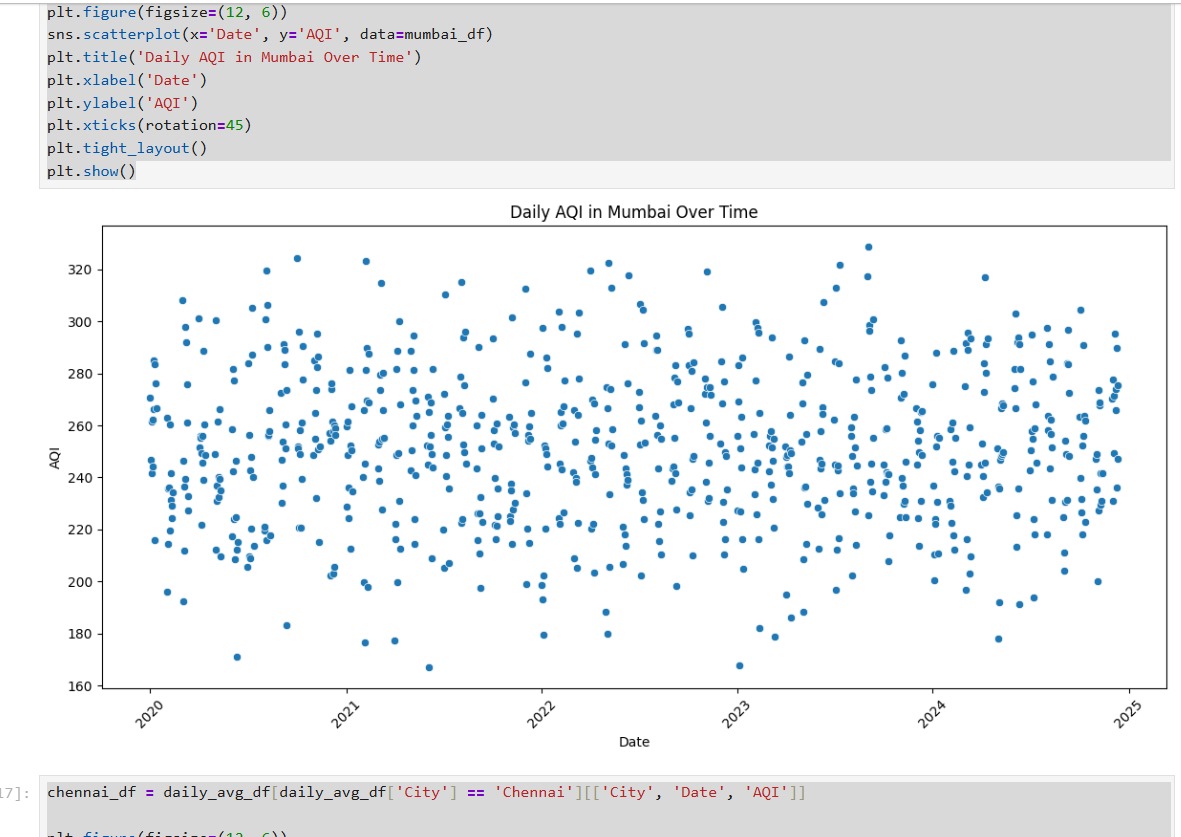 plt.figure(figsize=(12, 6))
sns.scatterplot(x='Date', y='AQI', data=mumbai_df)
plt.title('Daily AQI in Mumbai Over Time')
plt.xlabel('Date')
plt.ylabel('AQI')
plt.xticks(rotation=45)
plt.tight_layout()
plt.show()
Daily AQI in Mumbai Over Time
320
300
280
260
240
220
200
180
160
AQI
2020
2021
2022
2023
2024
2025
Date
17]:
chennai_df = daily_avg_df[daily_avg_df['City'] == 'Chennai'][['City', 'Date', 'AQI']]
plt.figure(figsize=(12, 6))